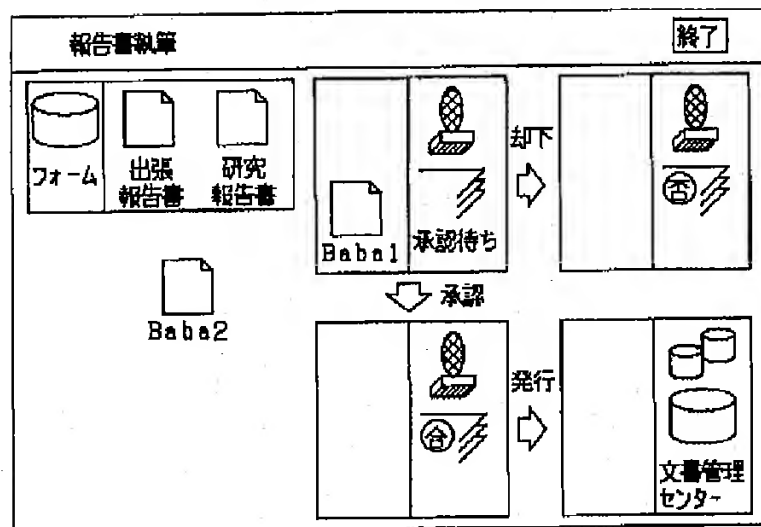 報告書執筆
終了
フォーム
出張
報告書
研究
報告書
Baba1
承認待ち
却下
否
Baba2
承認
合
発行
文書管理
センター